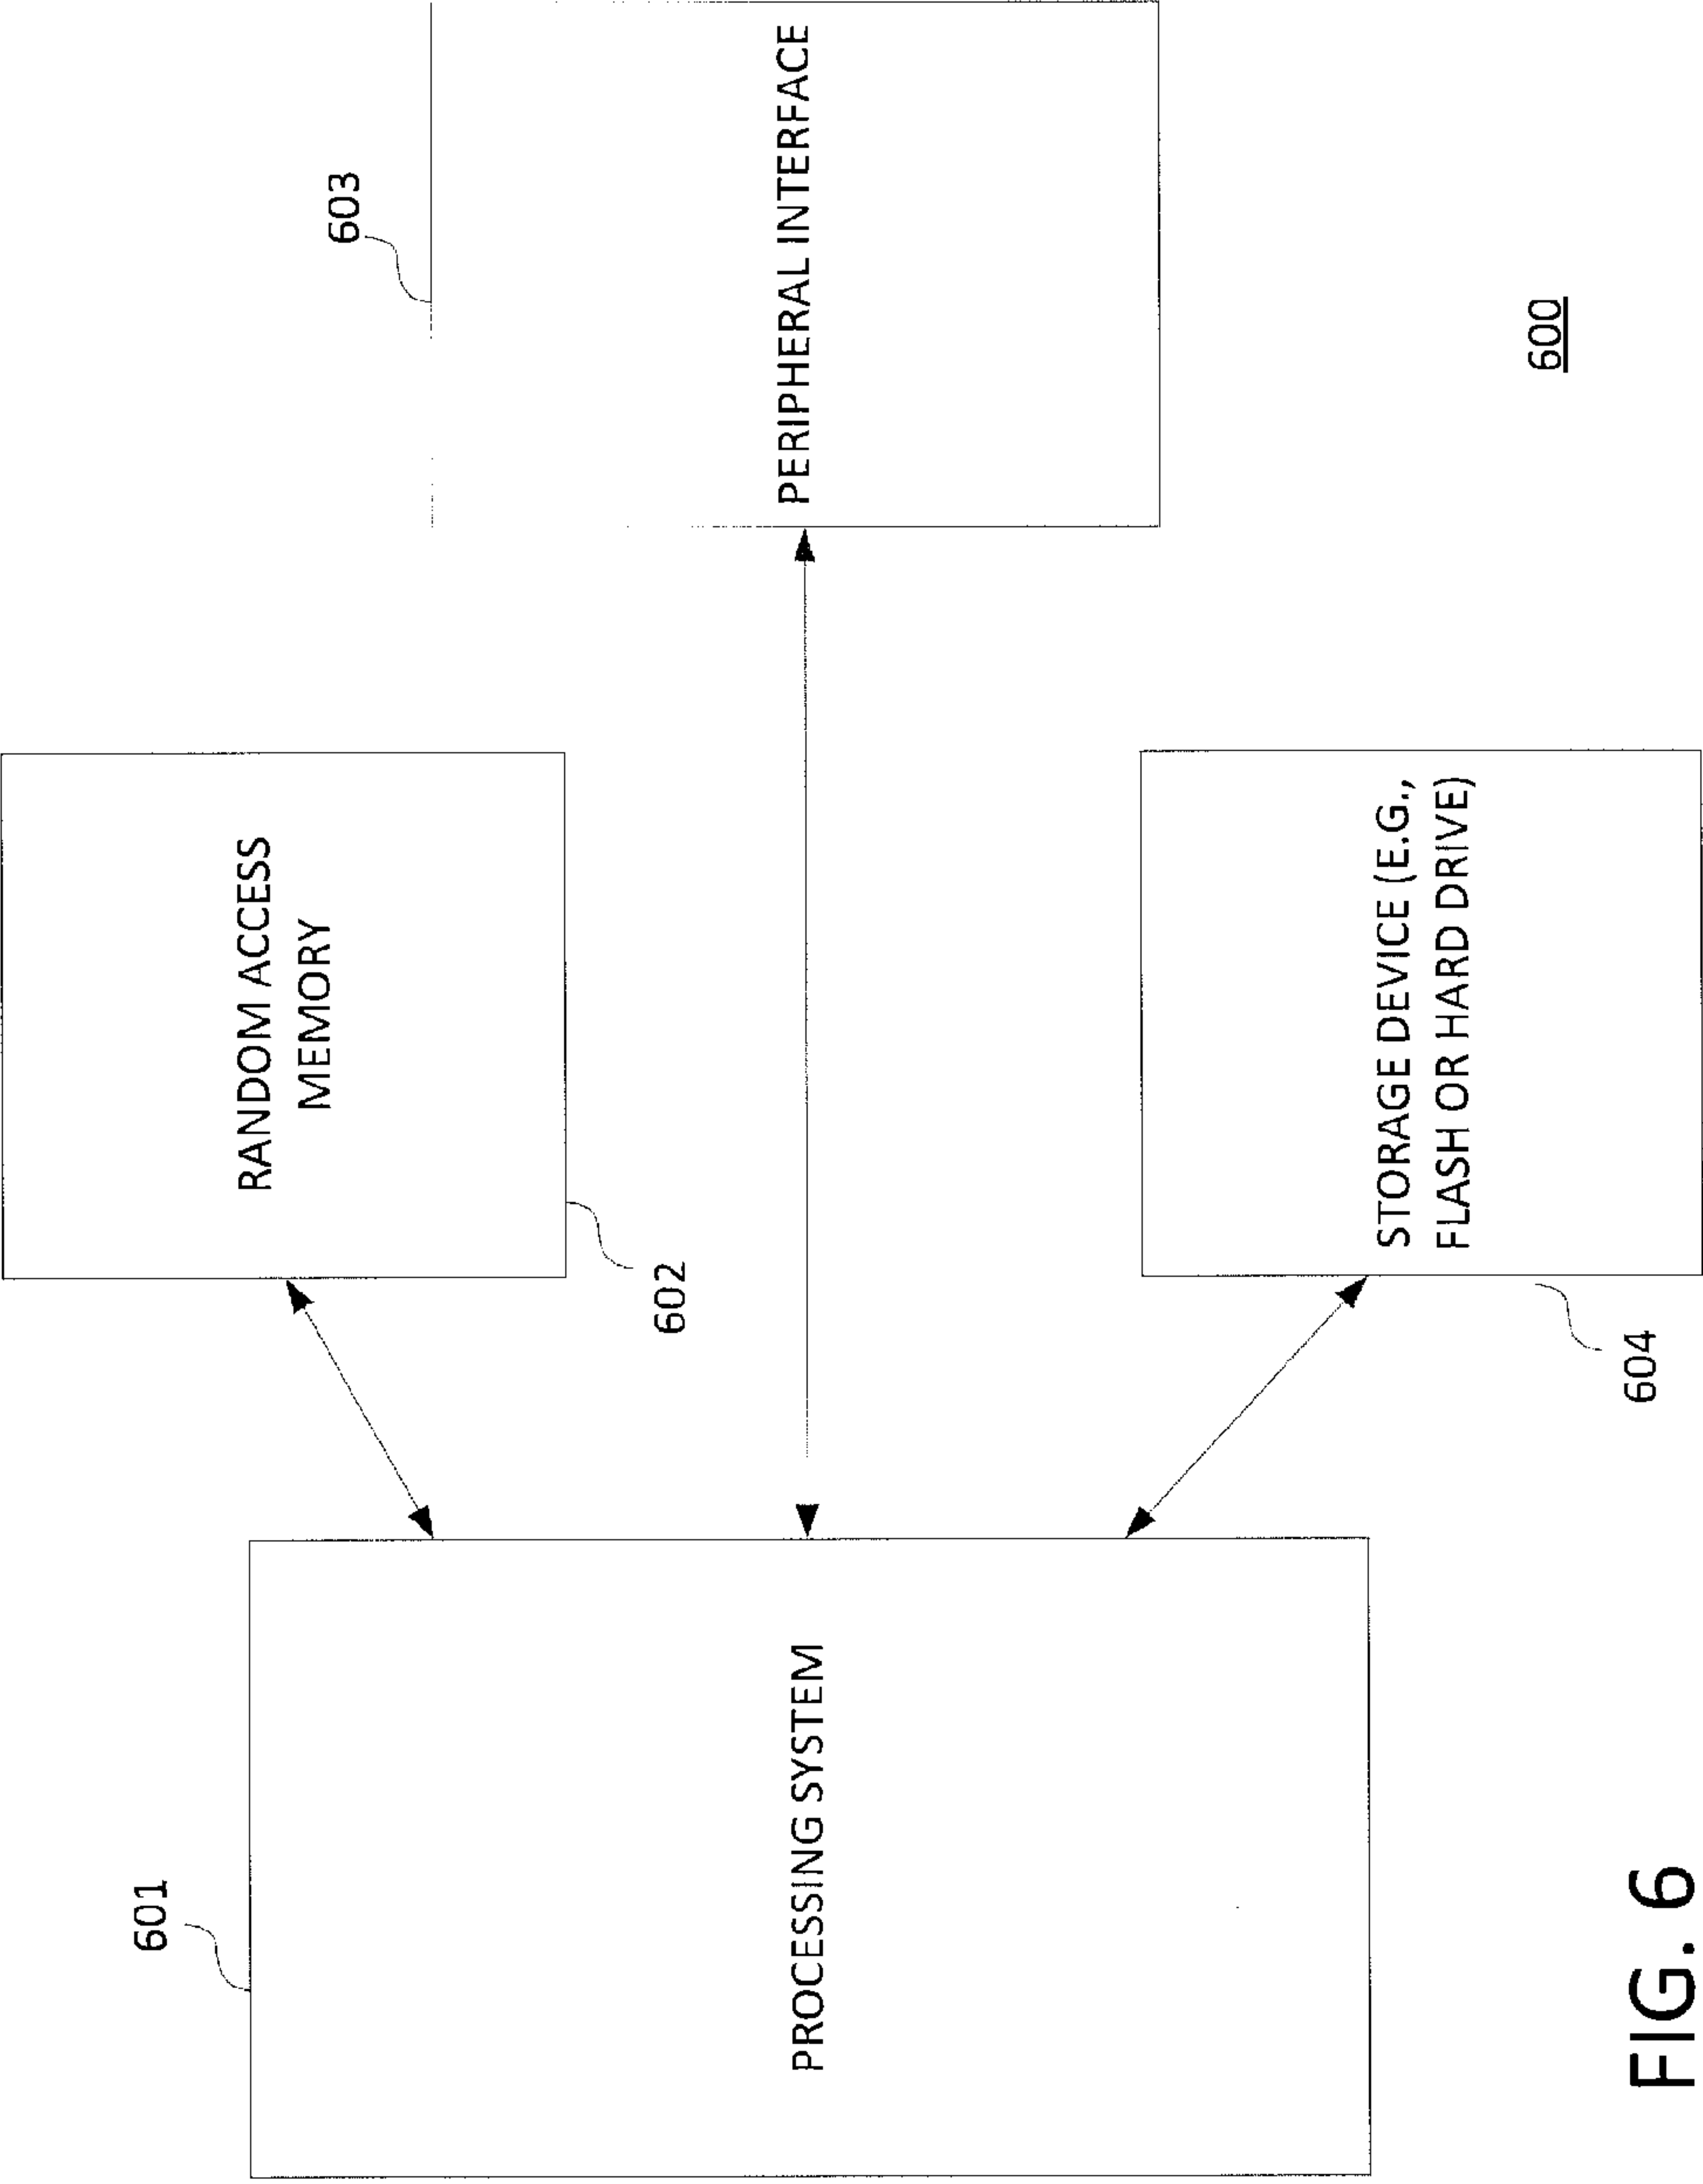 601
PROCESSING SYSTEM
602
RANDOM ACCESS
MEMORY
603
PERIPHERAL INTERFACE
604
STORAGE DEVICE (E.G.,
FLASH OR HARD DRIVE)
600
FIG. 6